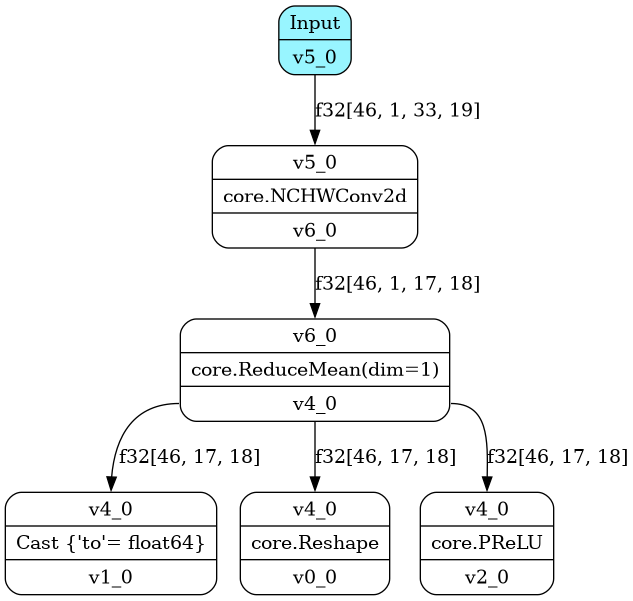 Input
v5_0
f32[46, 1, 33, 19]
v5_0
core.NCHWConv2d
v6_0
f32[46, 1, 17, 18]
v6_0
core.ReduceMean(dim=1)
v4_0
f32[46, 17, 18]
f32[46, 17, 18]
f32[46, 17, 18]
v4_0
Cast {'to'= float64}
v1_0
v4_0
core.Reshape
v0_0
v4_0
core.PReLU
v2_0